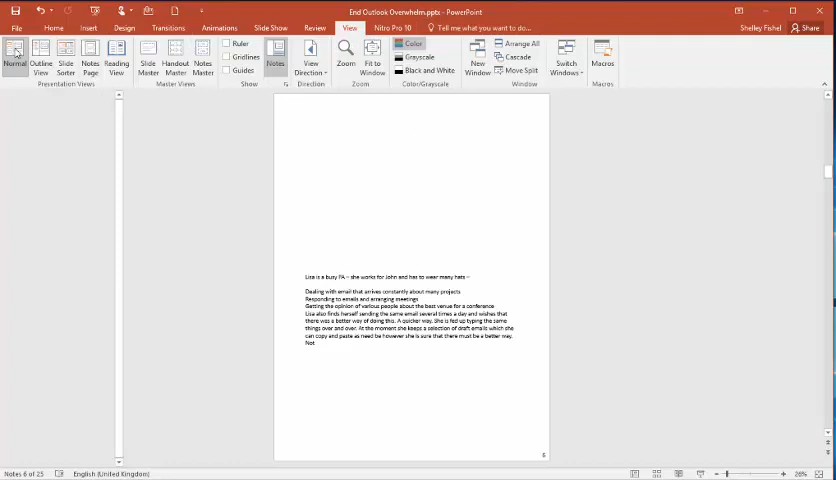 End Outlook Overwhelm.pptx - PowerPoint
File Home Insert Design Transitions Animations Slide Show Review View Nitro Pro 10 Tell me what you want to do... Shelley Fishel Share
Normal Outline View Slide Sorter Notes Page Reading View
Presentation Views
Slide Master Handout Master Notes Master
Master Views
Ruler
Gridlines
Guides
Show
Notes
View Direction
Direction
Zoom Fit to Window
Zoom
Color
Grayscale
Black and White
Color/Grayscale
New Window
Arrange All
Cascade
Move Split
Switch Windows
Window
Macros
Macros
Lisa is a busy PA – she works for John and has to wear many hats –
Dealing with email that arrives constantly about many projects
Responding to emails and arranging meetings
Getting the opinion of various people about the best venue for a conference
Lisa also finds herself sending the same email several times a day and wishes that
there was a better way of doing this. A quicker way. She is fed up typing the same
things over and over. At the moment she keeps a selection of draft emails which she
can copy and paste as need be however she is sure that there must be a better way.
Not
6
Notes 6 of 25 English (United Kingdom) 26%